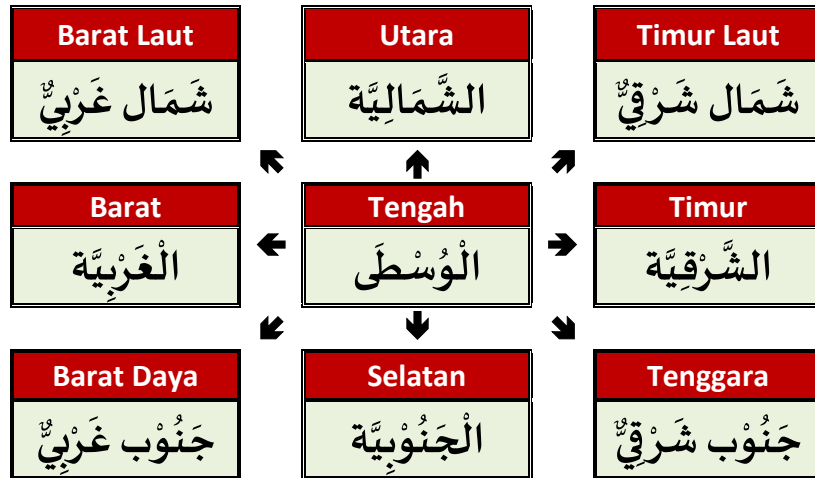 Barat Laut
شَمَال غَرْبِيٌّ
Utara
الشَّمَالِيَّة
Timur Laut
شَمَال شَرْقِيٌّ
Barat
الْغَرْبِيَّة
Tengah
الْوُسْطَى
Timur
الشَّرْقِيَّة
Barat Daya
جَنُوْب غَرْبِيٌّ
Selatan
الْجَنُوْبِيَّة
Tenggara
جَنُوْب شَرْقِيٌّ